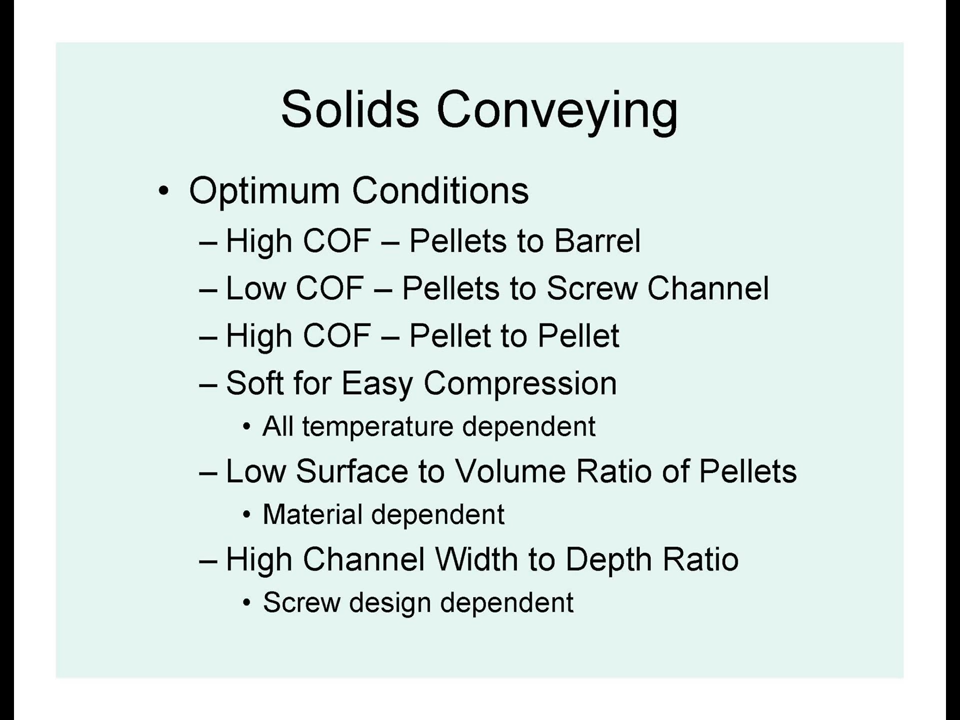 Solids Conveying
• Optimum Conditions
– High COF – Pellets to Barrel
– Low COF – Pellets to Screw Channel
– High COF – Pellet to Pellet
– Soft for Easy Compression
• All temperature dependent
– Low Surface to Volume Ratio of Pellets
• Material dependent
– High Channel Width to Depth Ratio
• Screw design dependent